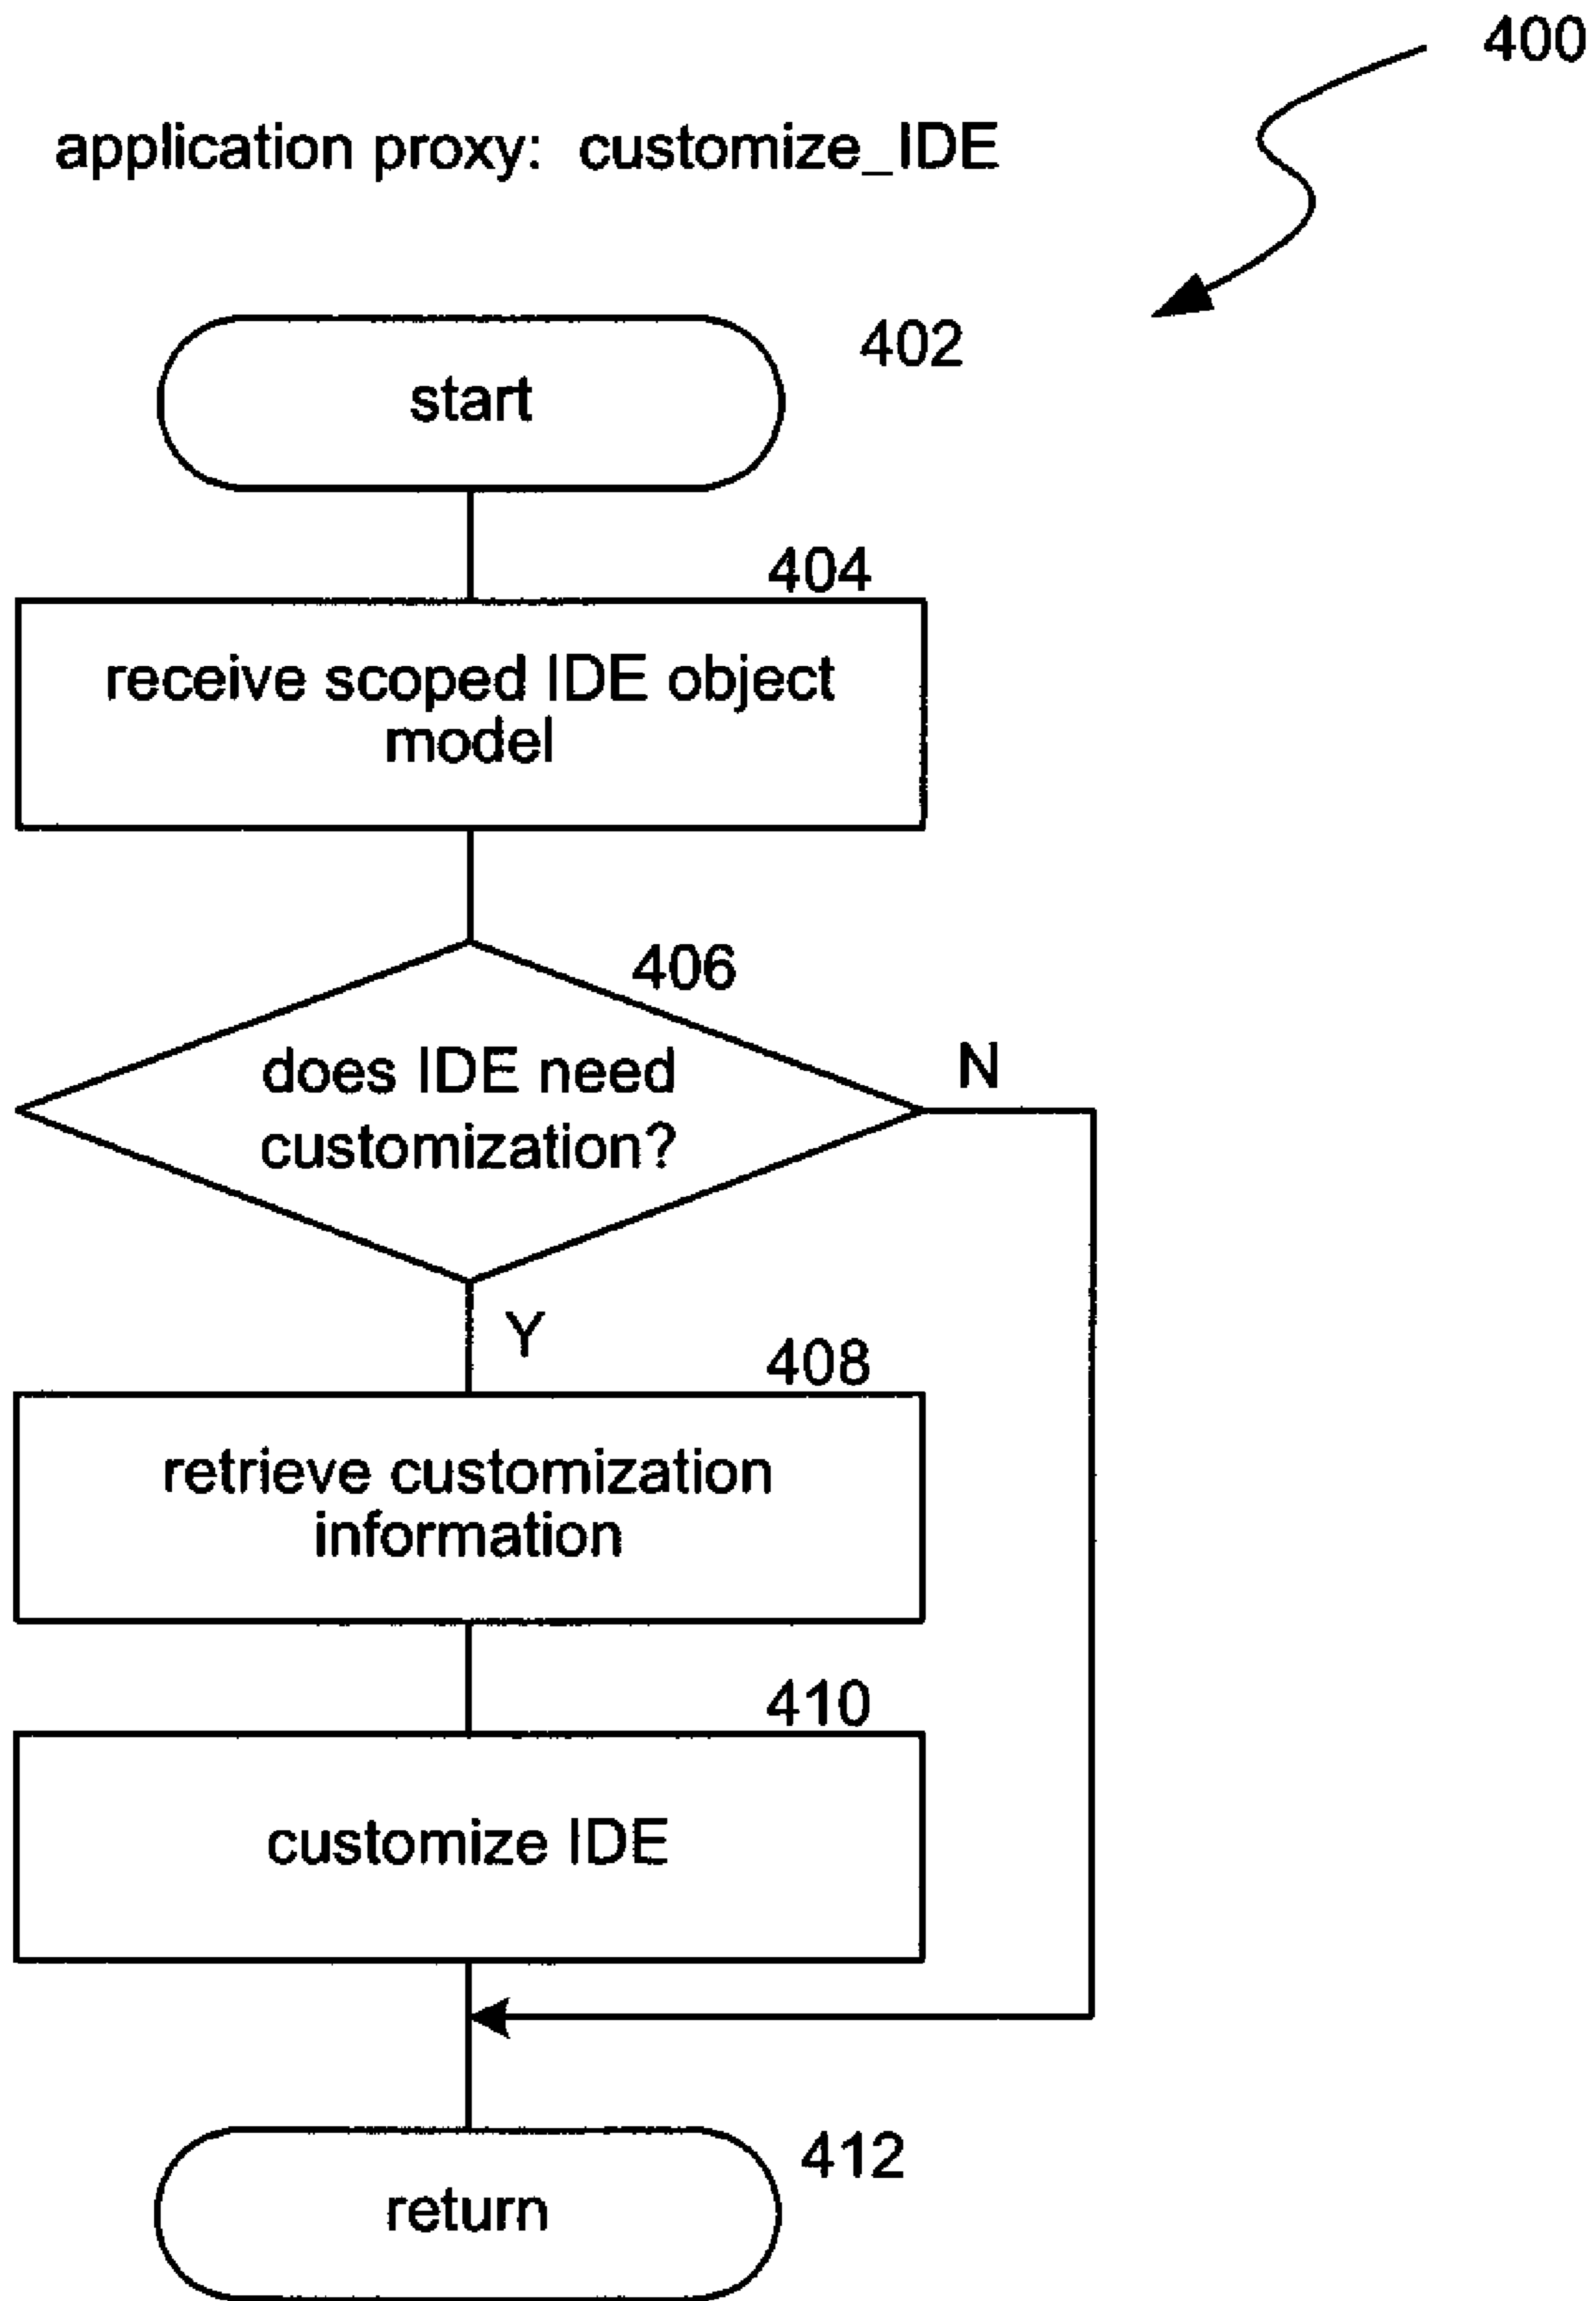 400
application proxy: customize_IDE
402
start
404
receive scoped IDE object
model
406
does IDE need
customization?
N
Y
408
retrieve customization
information
410
customize IDE
412
return